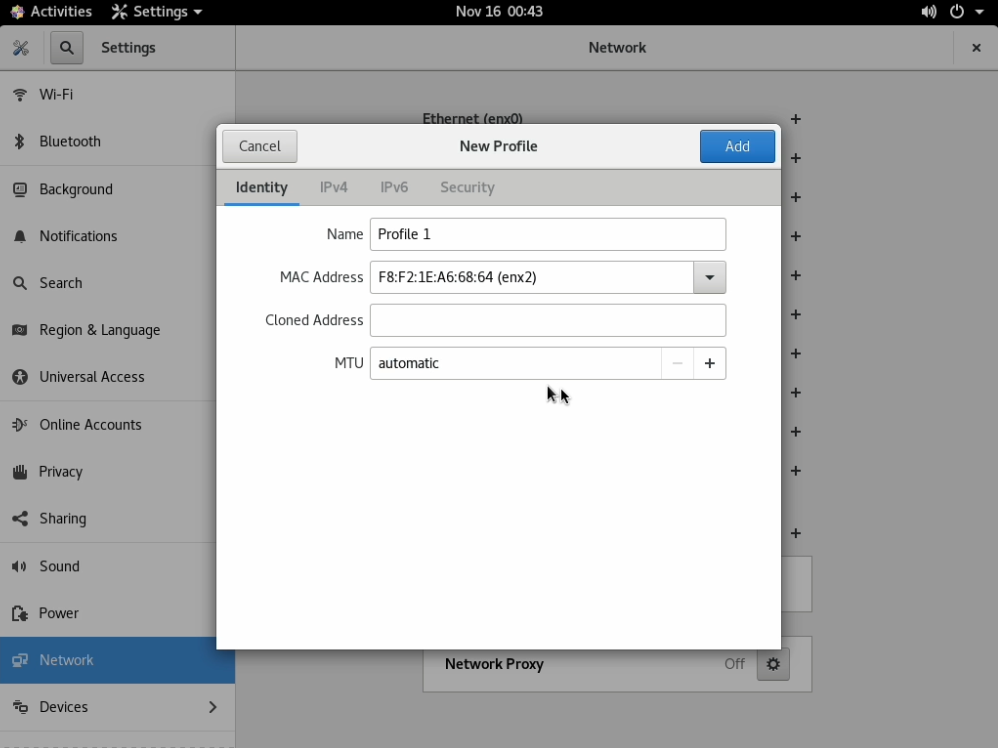 Activities Settings Nov 16 00:43
Settings Network
Wi-Fi
Ethernet (enx0)
Bluetooth
Cancel New Profile Add
Background
Identity IPv4 IPv6 Security
Notifications
Name Profile 1
Search
MAC Address F8:F2:1E:A6:68:64 (enx2)
Region & Language
Cloned Address
Universal Access
MTU automatic
Online Accounts
Privacy
Sharing
Sound
Power
Network
Network Proxy Off
Devices